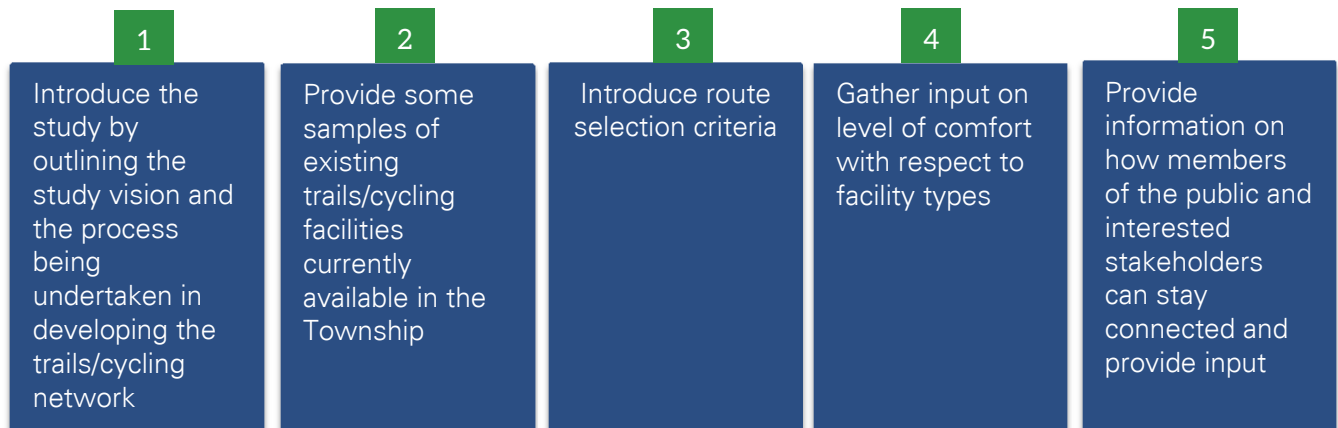 1
Introduce the
study by
outlining the
study vision and
the process
being
undertaken in
developing the
trails/cycling
network
2
Provide some
samples of
existing
trails/cycling
facilities
currently
available in the
Township
3
Introduce route
selection criteria
4
Gather input on
level of comfort
with respect to
facility types
5
Provide
information on
how members
of the public and
interested
stakeholders
can stay
connected and
provide input